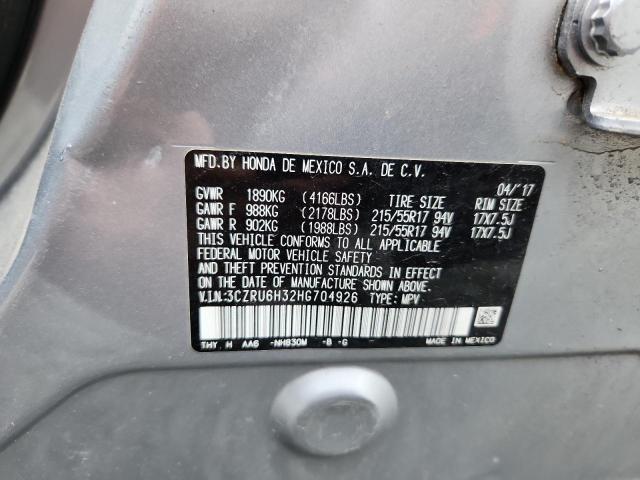 MFD.BY HONDA DE MEXICO S.A. DE C.V.
04/'17
GVWR 1890KG (4166LBS) TIRE SIZE RIM SIZE
GAWR F 988KG (2178LBS) 215/55R17 94V 17X7.5J
GAWR R 902KG (1988LBS) 215/55R17 94V 17X7.5J
THIS VEHICLE CONFORMS TO ALL APPLICABLE
FEDERAL MOTOR VEHICLE SAFETY
AND THEFT PREVENTION STANDARDS IN EFFECT
ON THE DATE OF MANUFACTURE SHOWN ABOVE.
V.I.N:3CZRU6H32HG704926 TYPE: MPV
THY H AA6 -NH830M -B -G MADE IN MEXICO